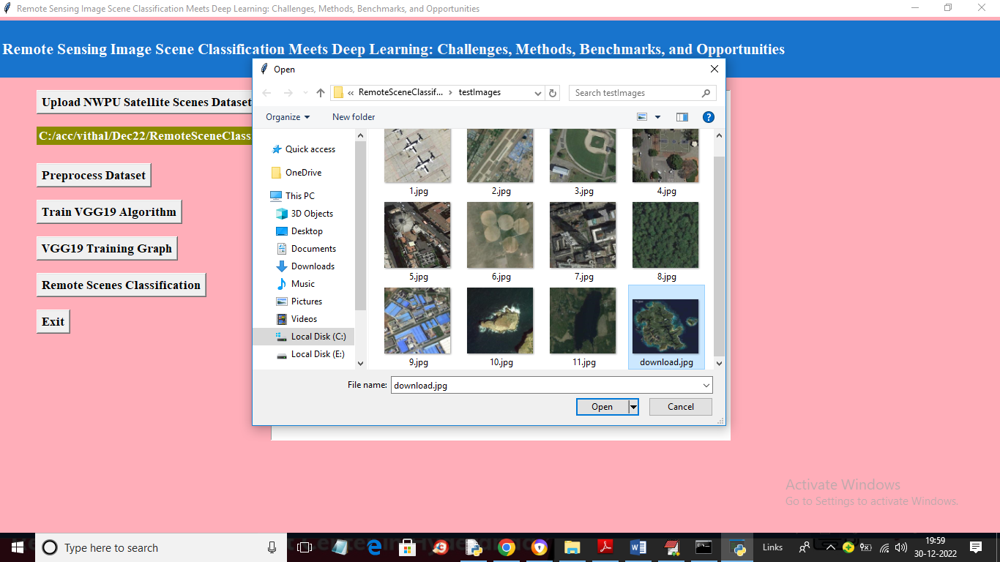 Remote Sensing Image Scene Classification Meets Deep Learning: Challenges, Methods, Benchmarks, and Opportunities
Remote Sensing Image Scene Classification Meets Deep Learning: Challenges, Methods, Benchmarks, and Opportunities
Upload NWPU Satellite Scenes Dataset
C:/acc/vithal/Dec22/RemoteSceneClass
Preprocess Dataset
Train VGG19 Algorithm
VGG19 Training Graph
Remote Scenes Classification
Exit
Open
« RemoteSceneClassif... › testImages
Search testImages
Organize
New folder
Quick access
OneDrive
This PC
3D Objects
Desktop
Documents
Downloads
Music
Pictures
Videos
Local Disk (C:)
Local Disk (E:)
1.jpg 2.jpg 3.jpg 4.jpg
5.jpg 6.jpg 7.jpg 8.jpg
9.jpg 10.jpg 11.jpg download.jpg
File name: download.jpg
Open Cancel
Activate Windows
Go to Settings to activate Windows.
Type here to search
Links
19:59
30-12-2022